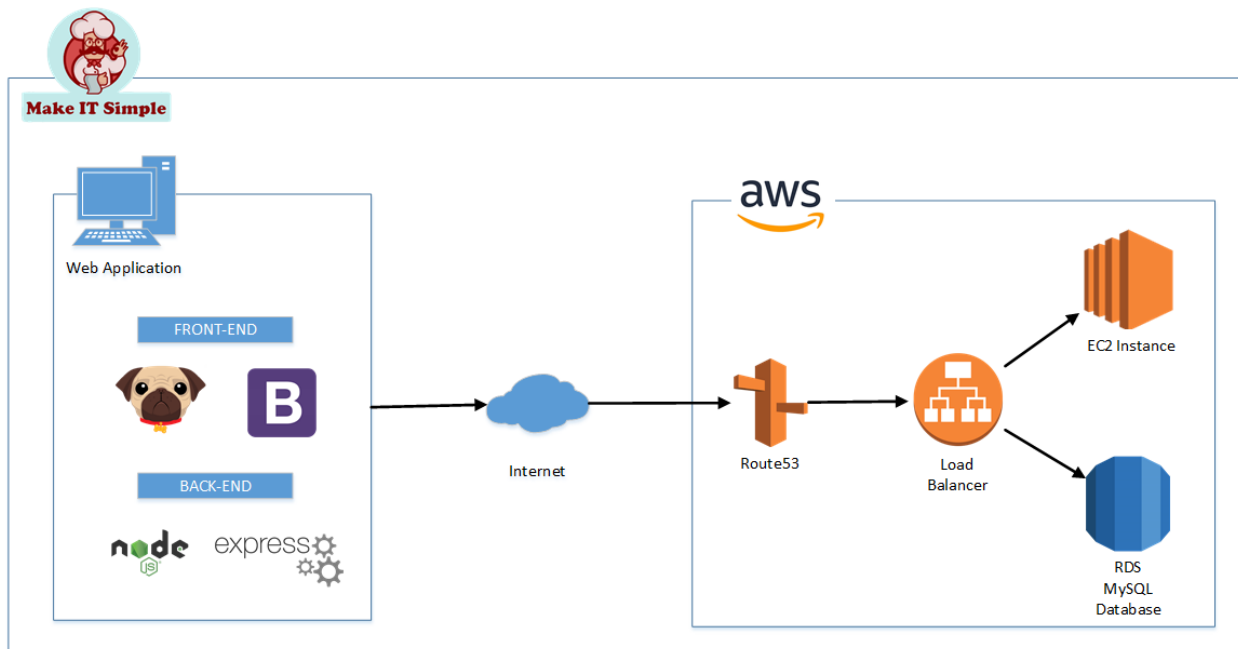 Make IT Simple
Web Application
FRONT-END
B
BACK-END
node
JS
express
Internet
aws
Route53
Load
Balancer
EC2 Instance
RDS
MySQL
Database